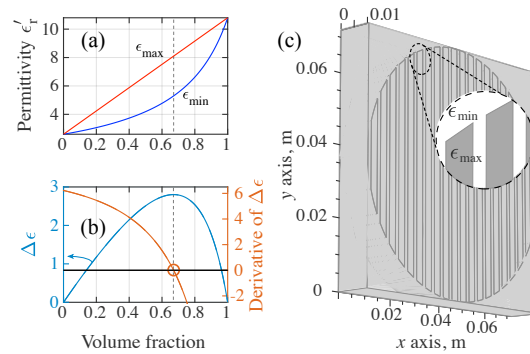 Permittivity ϵ′r
10
8
6
4
(a)
ϵmax
ϵmin
0
0.2
0.4
0.6
0.8
1
Δϵ
3
2
1
0
(b)
6
4
2
0
-2
Derivative of Δϵ
0
0.2
0.4
0.6
0.8
1
Volume fraction
(c)
0 0.01
0.06
0.04
0.02
0
y axis, m
ϵmin
ϵmax
0.02
0.04
0.06
0
x axis, m